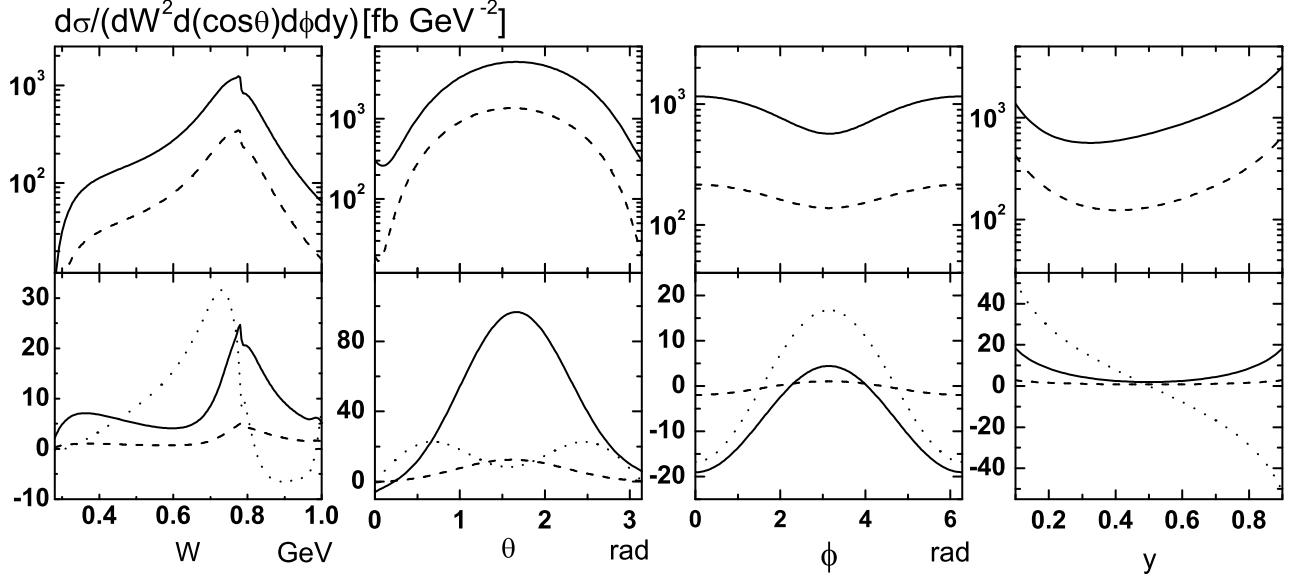 dσ/(dW²d(cosθ)dϕdy) [fb GeV⁻²]
10³ 10³ 10³ 10³
10² 10² 10² 10²
30 80 20 40
20 40 10 20
10 0 0 0
0 -10 -20
-10 -20 -40
0.4 0.6 0.8 1.0 0 1 2 3 0 2 4 6 0.2 0.4 0.6 0.8
W GeV θ rad ϕ rad y